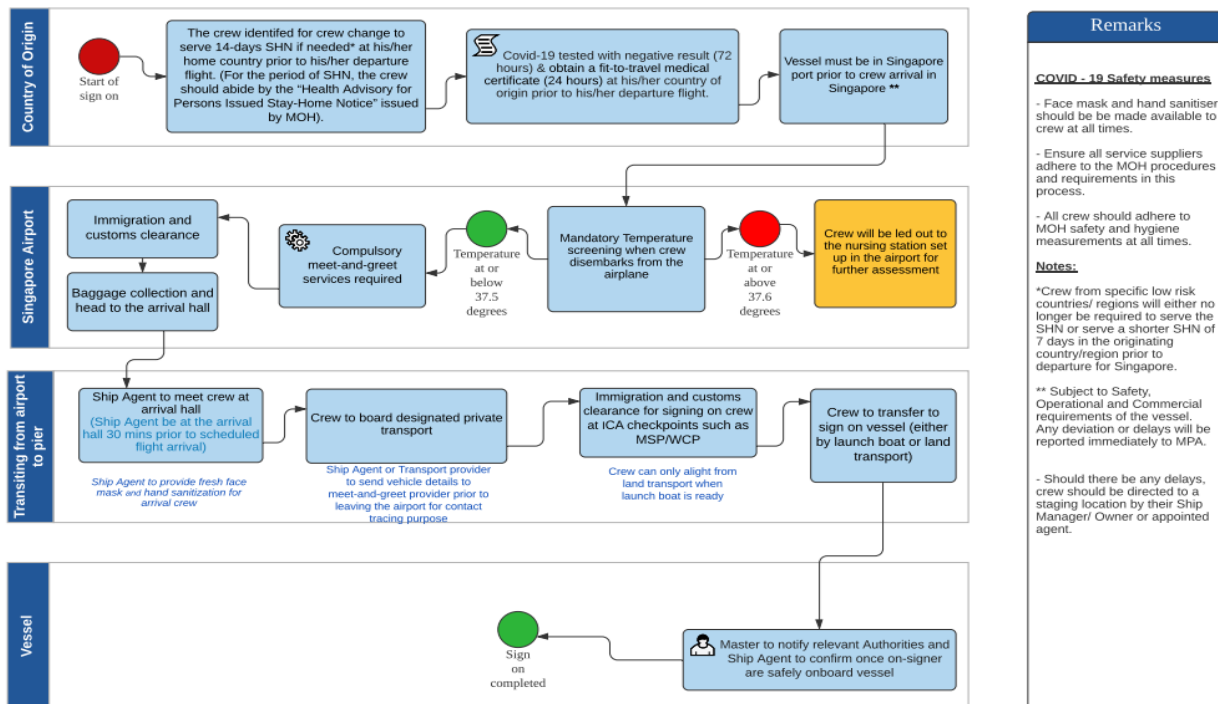 Country of Origin
Start of
sign on
The crew identifed for crew change to
serve 14-days SHN if needed* at his/her
home country prior to his/her departure
flight. (For the period of SHN, the crew
should abide by the “Health Advisory for
Persons Issued Stay-Home Notice” issued
by MOH).
Covid-19 tested with negative result (72
hours) & obtain a fit-to-travel medical
certificate (24 hours) at his/her country of
origin prior to his/her departure flight.
Vessel must be in Singapore
port prior to crew arrival in
Singapore **
Singapore Airport
Immigration and
customs clearance
Baggage collection and
head to the arrival hall
Compulsory
meet-and-greet
services required
Temperature
at or
below
37.5
degrees
Mandatory Temperature
screening when crew
disembarks from the
airplane
Temperature
at or
above
37.6
degrees
Crew will be led out to
the nursing station set
up in the airport for
further assessment
Transiting from airport
to pier
Ship Agent to meet crew at
arrival hall
(Ship Agent be at the arrival
hall 30 mins prior to scheduled
flight arrival)
Ship Agent to provide fresh face
mask and hand sanitization for
arrival crew
Crew to board designated private
transport
Ship Agent or Transport provider
to send vehicle details to
meet-and-greet provider prior to
leaving the airport for contact
tracing purpose
Immigration and customs
clearance for signing on crew
at ICA checkpoints such as
MSP/WCP
Crew can only alight from
land transport when
launch boat is ready
Crew to transfer to
sign on vessel (either
by launch boat or land
transport)
Vessel
Sign
on
completed
Master to notify relevant Authorities and
Ship Agent to confirm once on-signer
are safely onboard vessel
Remarks
COVID - 19 Safety measures
- Face mask and hand sanitiser
should be be made available to
crew at all times.
- Ensure all service suppliers
adhere to the MOH procedures
and requirements in this
process.
- All crew should adhere to
MOH safety and hygiene
measurements at all times.
Notes:
*Crew from specific low risk
countries/ regions will either no
longer be required to serve the
SHN or serve a shorter SHN of
7 days in the originating
country/region prior to
departure for Singapore.
** Subject to Safety,
Operational and Commercial
requirements of the vessel.
Any deviation or delays will be
reported immediately to MPA.
- Should there be any delays,
crew should be directed to a
staging location by their Ship
Manager/ Owner or appointed
agent.